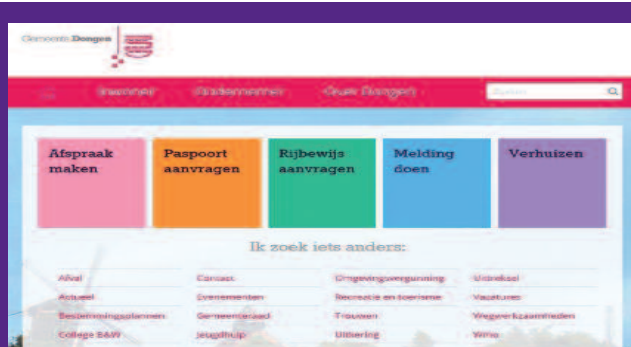 Gemeente Dongen
Inwoner Ondernemer Over Dongen Zoeken
Afspraak maken
Paspoort aanvragen
Rijbewijs aanvragen
Melding doen
Verhuizen
Ik zoek iets anders:
Afval Contact Omgevingsvergunning Uittreksel
Actueel Evenementen Recreatie en toerisme Vacatures
Bestemmingsplannen Gemeenteraad Trouwen Wegwerkzaamheden
College B&W Jeugdhulp Uitkering Wmo